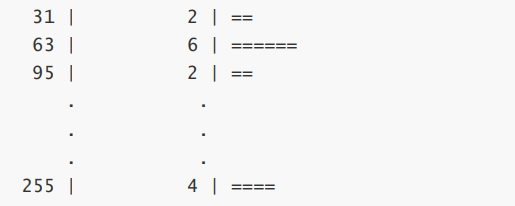 31 |          2 | ==
63 |          6 | ======
95 |          2 | ==
.          .
.          .
.          .
255 |          4 | ====